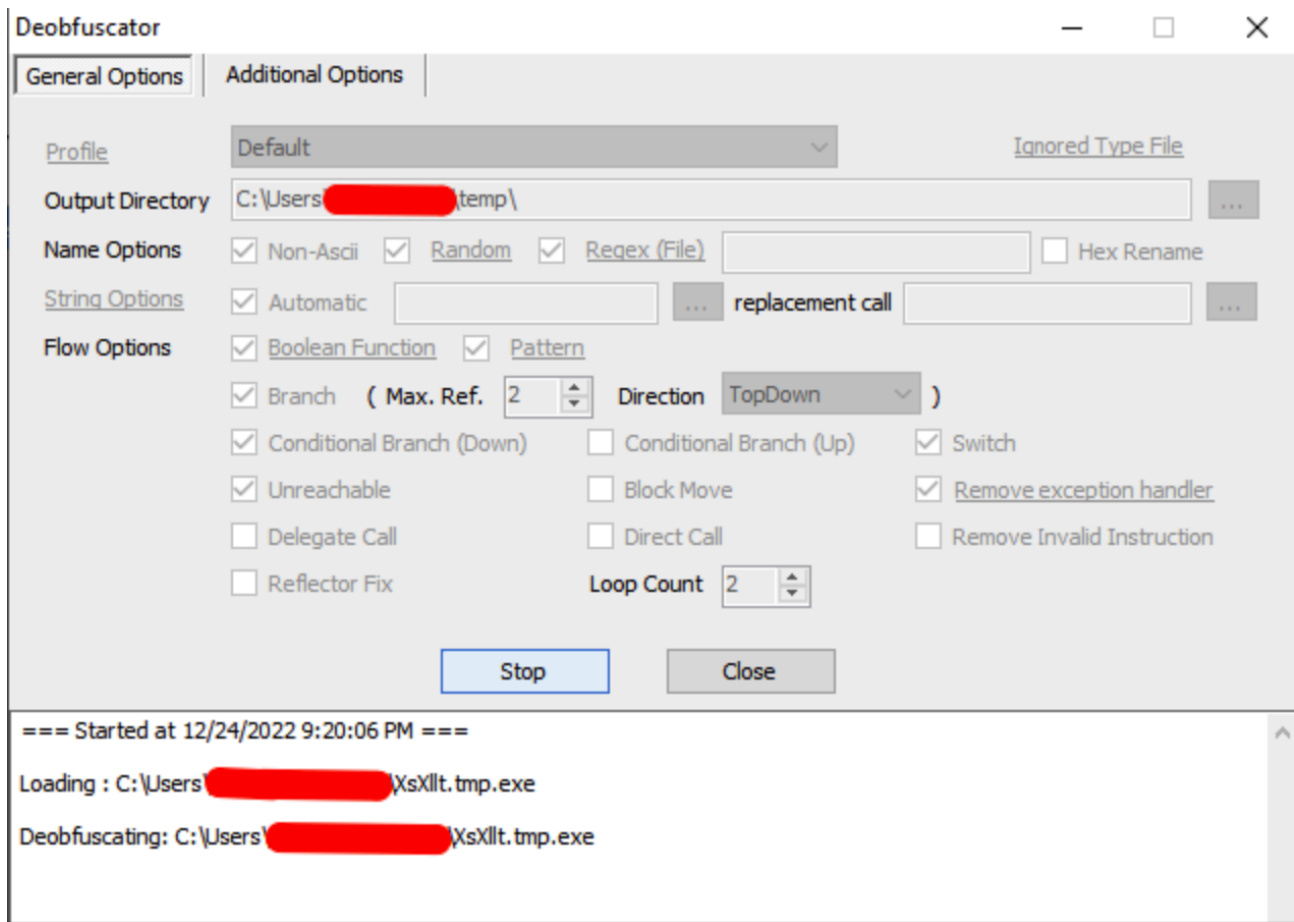 Deobfuscator
General Options Additional Options
Profile Default Ignored Type File
Output Directory C:\Users \temp\ ...
Name Options Non-Ascii Random Regex (File) Hex Rename
String Options Automatic ... replacement call ...
Flow Options Boolean Function Pattern
Branch ( Max. Ref. 2 Direction TopDown )
Conditional Branch (Down) Conditional Branch (Up) Switch
Unreachable Block Move Remove exception handler
Delegate Call Direct Call Remove Invalid Instruction
Reflector Fix Loop Count 2
Stop Close
=== Started at 12/24/2022 9:20:06 PM ===
Loading : C:\Users\ \XsXllt.tmp.exe
Deobfuscating: C:\Users\ \XsXllt.tmp.exe